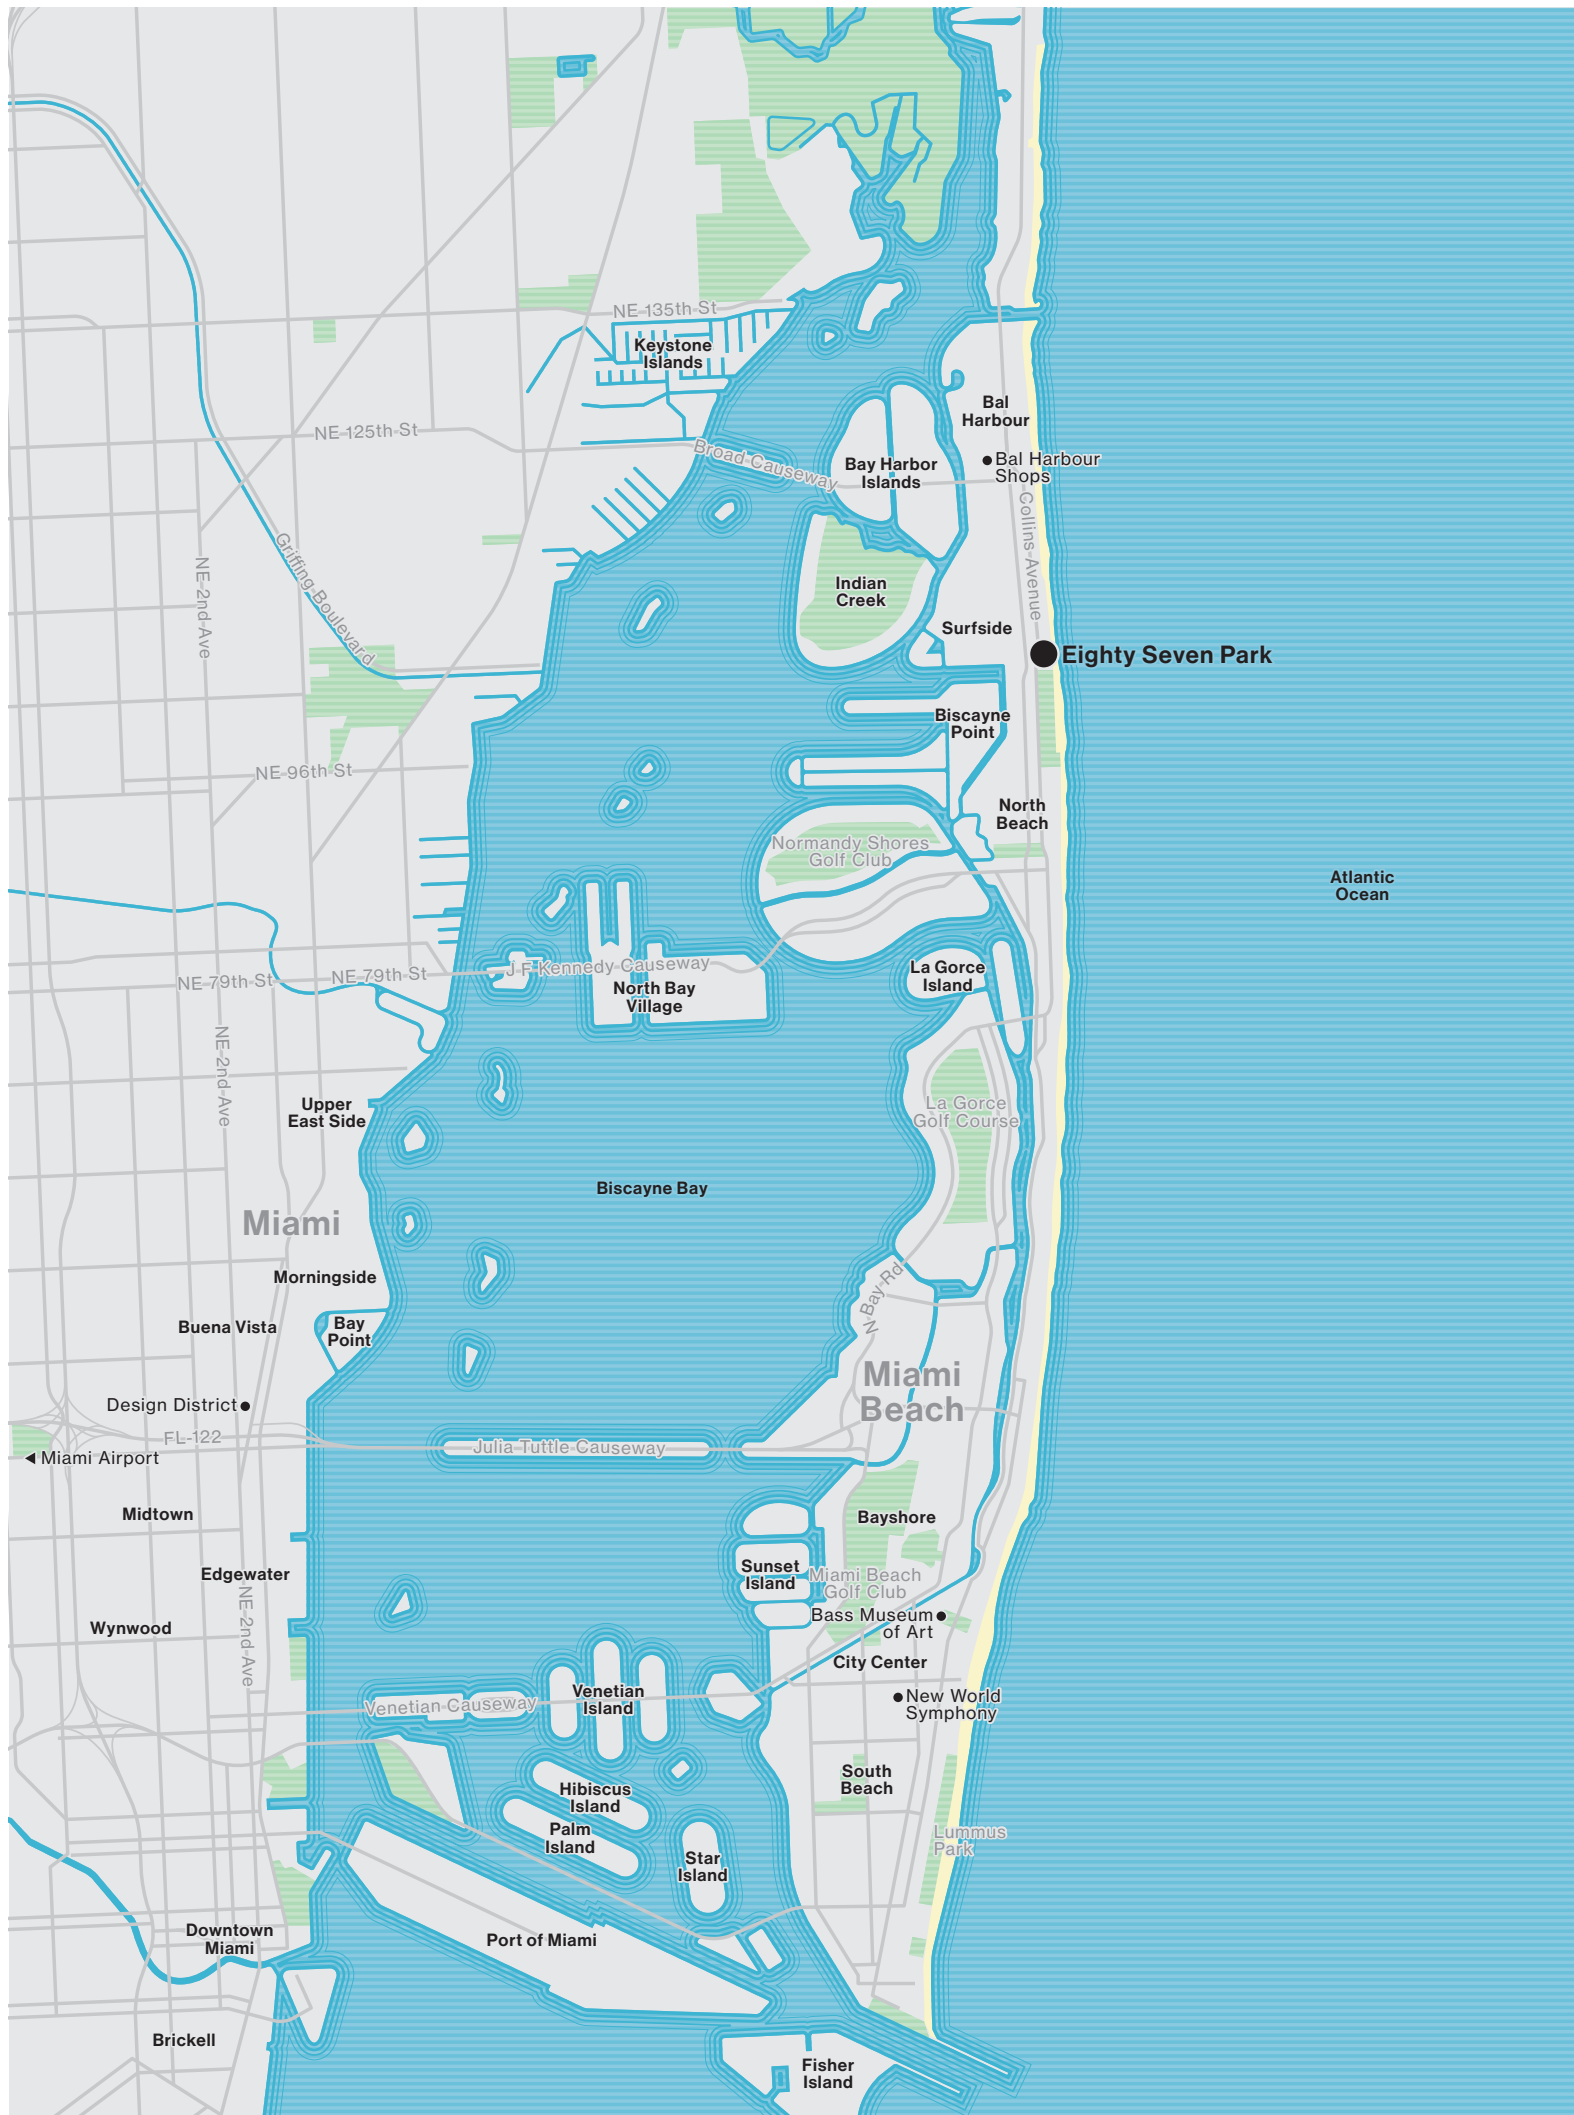 NE 135th St
Keystone
Islands
Bal
Harbour
NE 125th St
Broad Causeway
Bay Harbor
Islands
Bal Harbour
Shops
Collins Avenue
Griffing Boulevard
NE 2nd Ave
Indian
Creek
Surfside
Eighty Seven Park
Biscayne
Point
NE 96th St
North
Beach
Normandy Shores
Golf Club
Atlantic
Ocean
J F Kennedy Causeway
La Gorce
Island
NE 79th St
NE 79th St
North Bay
Village
NE 2nd Ave
Upper
East Side
La Gorce
Golf Course
Biscayne Bay
Miami
Morningside
N Bay Rd
Buena Vista
Bay
Point
Miami
Beach
Design District
FL-122
Julia Tuttle Causeway
Miami Airport
Midtown
Bayshore
Edgewater
Sunset
Island
Miami Beach
Golf Club
NE 2nd Ave
Wynwood
Bass Museum
of Art
City Center
Venetian Causeway
Venetian
Island
New World
Symphony
South
Beach
Hibiscus
Island
Palm
Island
Lummus
Park
Star
Island
Downtown
Miami
Port of Miami
Brickell
Fisher
Island